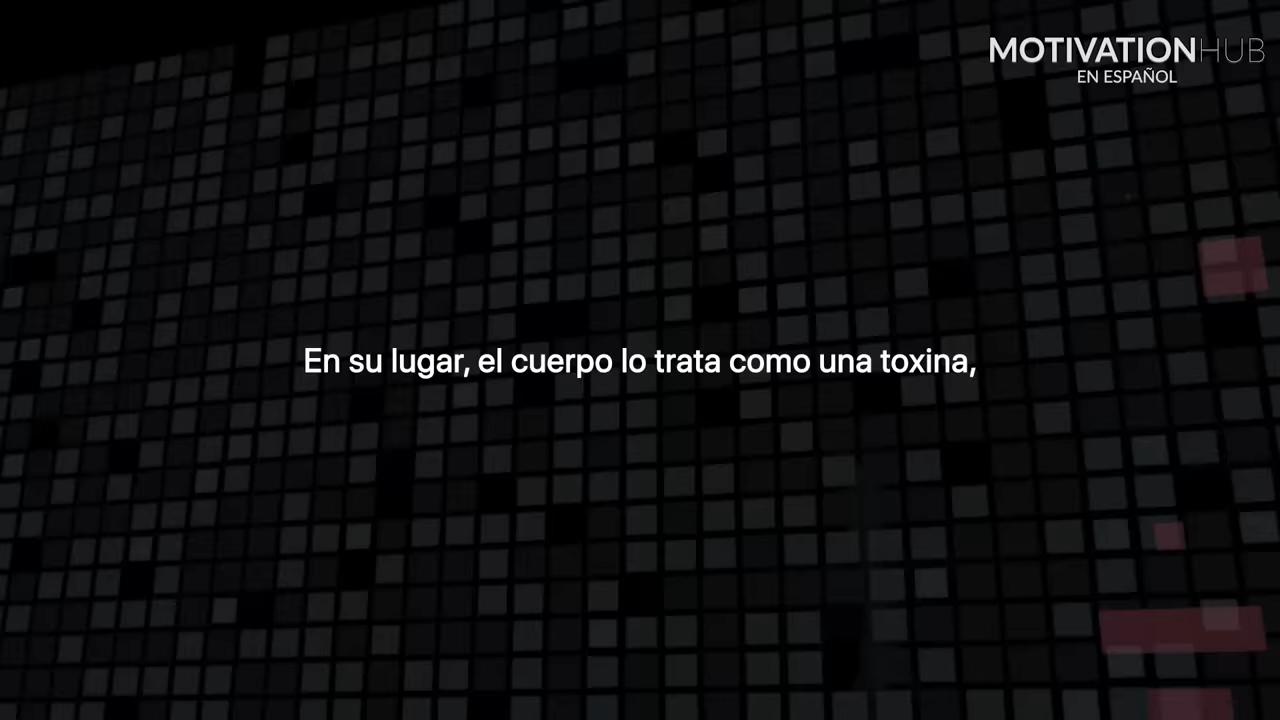 MOTIVATIONHUB
EN ESPAÑOL
En su lugar, el cuerpo lo trata como una toxina,